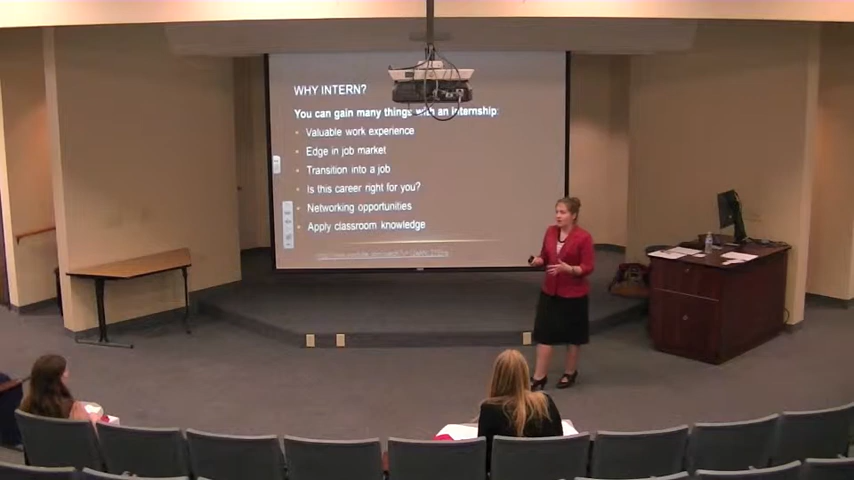 WHY INTERN?
You can gain many things with an internship:
• Valuable work experience
• Edge in job market
• Transition into a job
• Is this career right for you?
• Networking opportunities
• Apply classroom knowledge